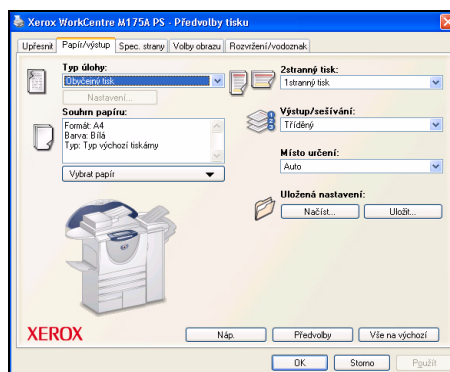 Xerox WorkCentre M175A PS - Předvolby tisku
Upřesnit Papír/výstup Spec. strany Volby obrazu Rozvržení/vodoznak
Typ úlohy:
Obyčejný tisk
Nastavení...
Souhrn papíru:
Formát: A4
Barva: Bílá
Typ: Typ výchozí tiskárny
Vybrat papír
2stranný tisk:
1stranný tisk
Výstup/sešívání:
Tříděný
Místo určení:
Auto
Uložená nastavení:
Načíst... Uložit...
XEROX
Náp. Předvolby Vše na výchozí
OK Storno Použít